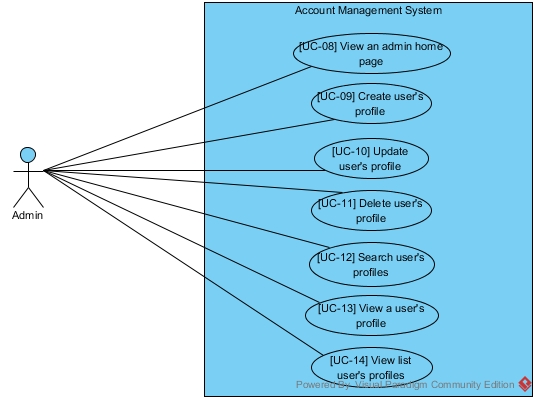 Account Management System
[UC-08] View an admin home
page
[UC-09] Create user's
profile
[UC-10] Update
user's profile
[UC-11] Delete user's
profile
Admin
[UC-12] Search user's
profiles
[UC-13] View a user's
profile
[UC-14] View list
user's profiles
Powered By Visual Paradigm Community Edition